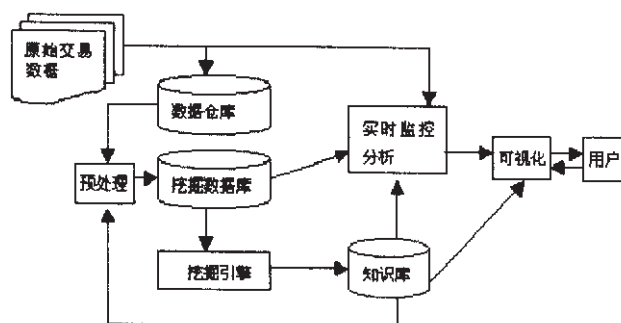 原始交易
数据
数据仓库
实时监控
分析
可视化
用户
预处理
挖掘数据库
挖掘引擎
知识库